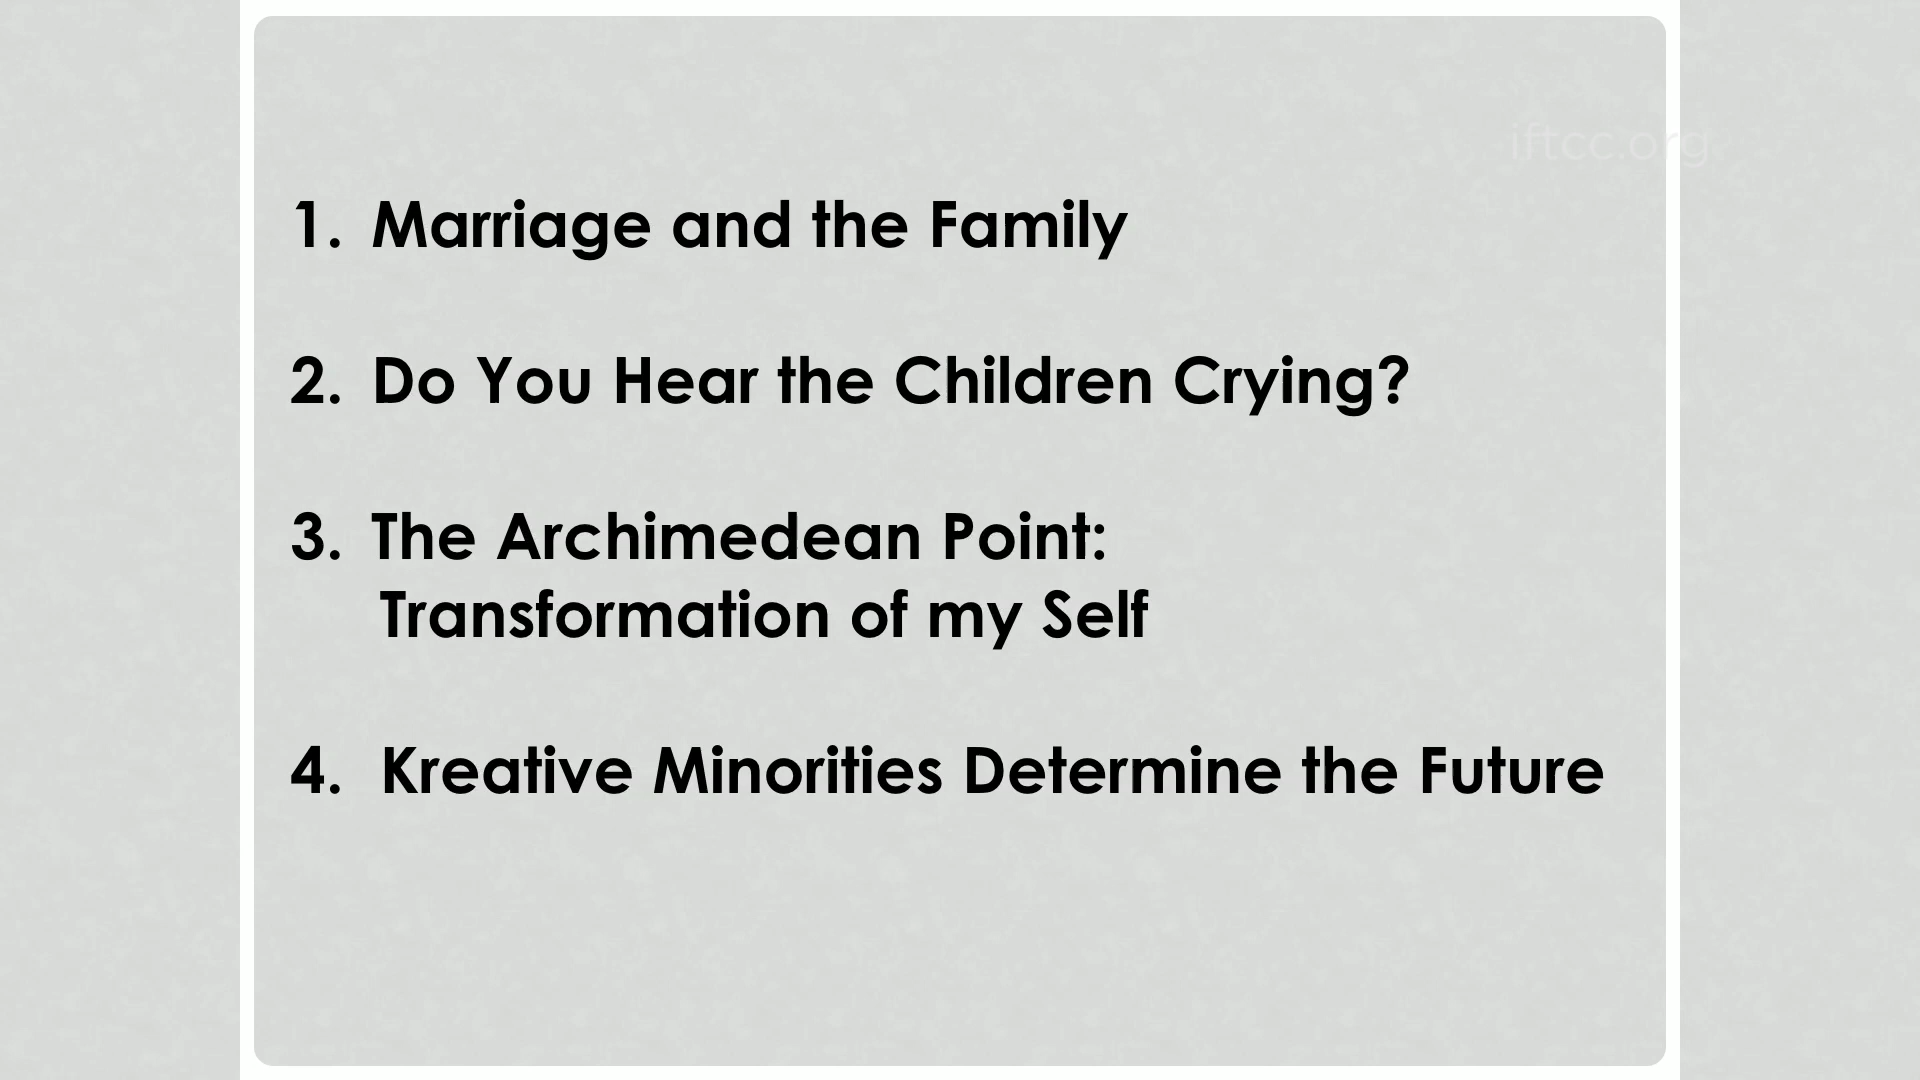 iftcc.org
1. Marriage and the Family
2. Do You Hear the Children Crying?
3. The Archimedean Point:
Transformation of my Self
4. Kreative Minorities Determine the Future